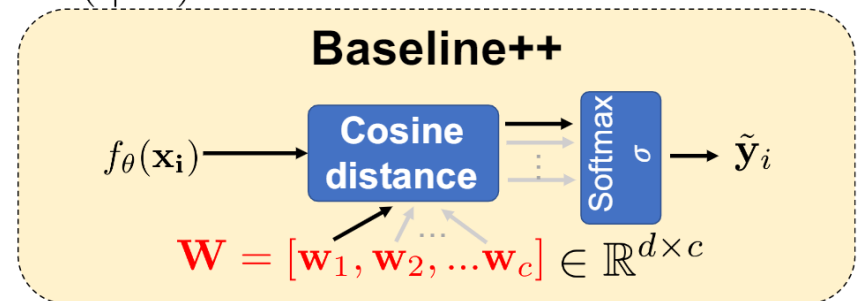 Baseline++
f_θ(x_i)
Cosine
distance
Softmax
σ
ỹ_i
W = [w_1, w_2, ...w_c] ∈ ℝ^{d×c}